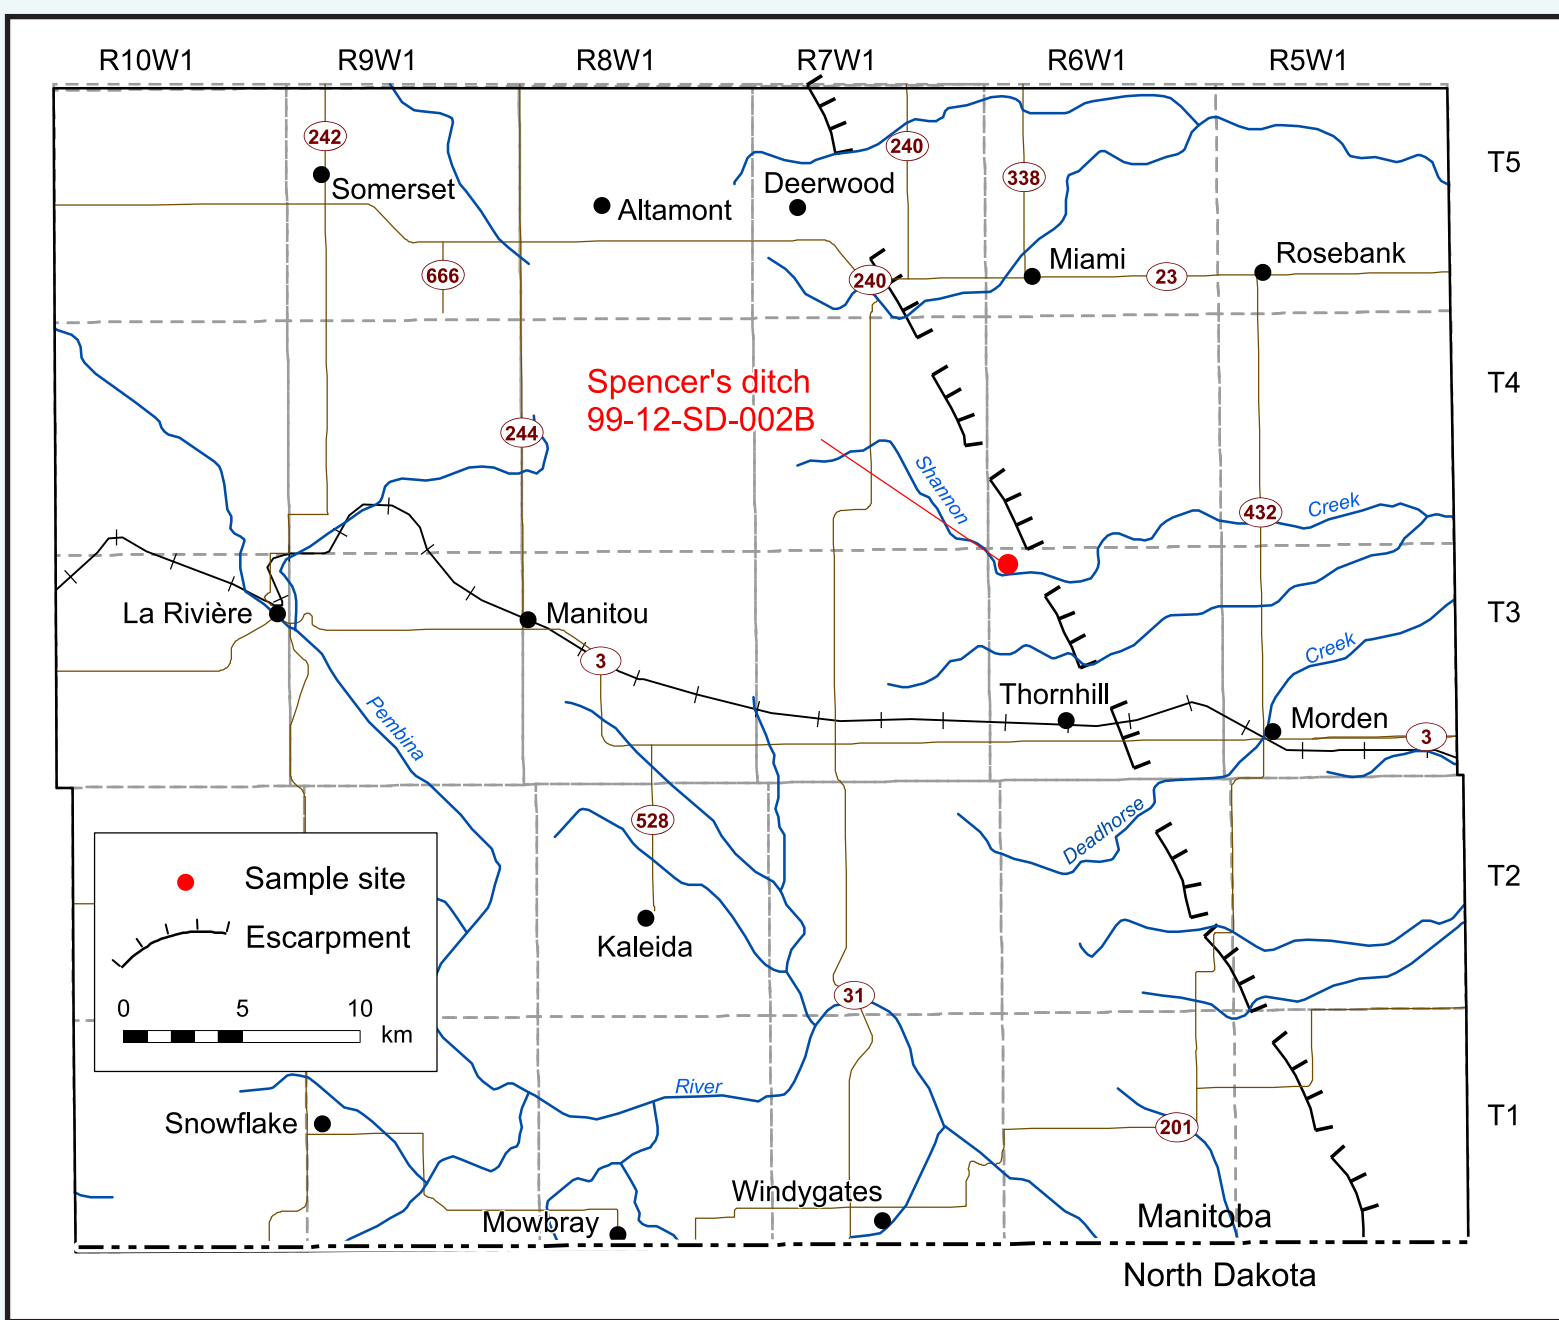 R10W1
R9W1
R8W1
R7W1
R6W1
R5W1
242
240
T5
338
Somerset
Deerwood
Altamont
Miami
Rosebank
666
240
23
Spencer's ditch
99-12-SD-002B
T4
244
Shannon
432
Creek
La Rivière
Manitou
T3
3
Creek
Thornhill
Pembina
Morden
3
528
Deadhorse
Sample site
T2
Escarpment
Kaleida
0 5 10
km
31
River
Snowflake
T1
201
Windygates
Mowbray
Manitoba
North Dakota